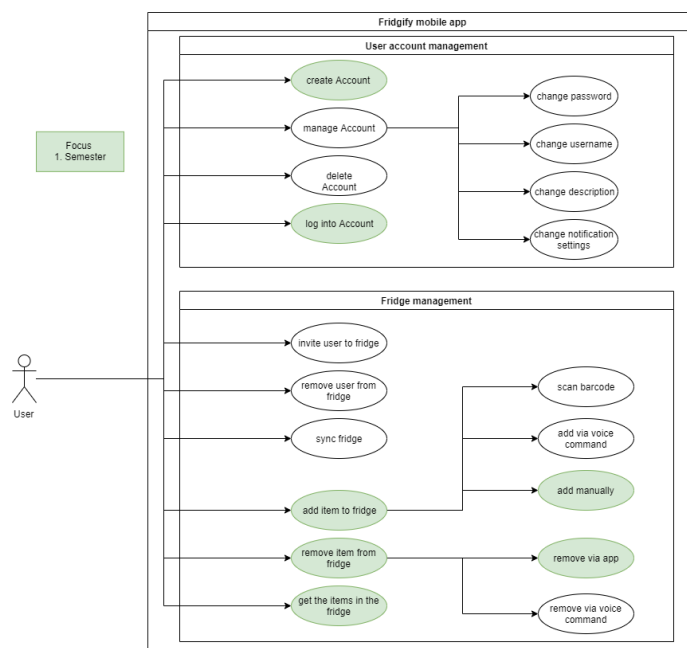 Fridgify mobile app
User account management
create Account
manage Account
delete
Account
log into Account
change password
change username
change description
change notification
settings
Focus
1. Semester
Fridge management
invite user to fridge
remove user from
fridge
sync fridge
add item to fridge
remove item from
fridge
get the items in the
fridge
scan barcode
add via voice
command
add manually
remove via app
remove via voice
command
User